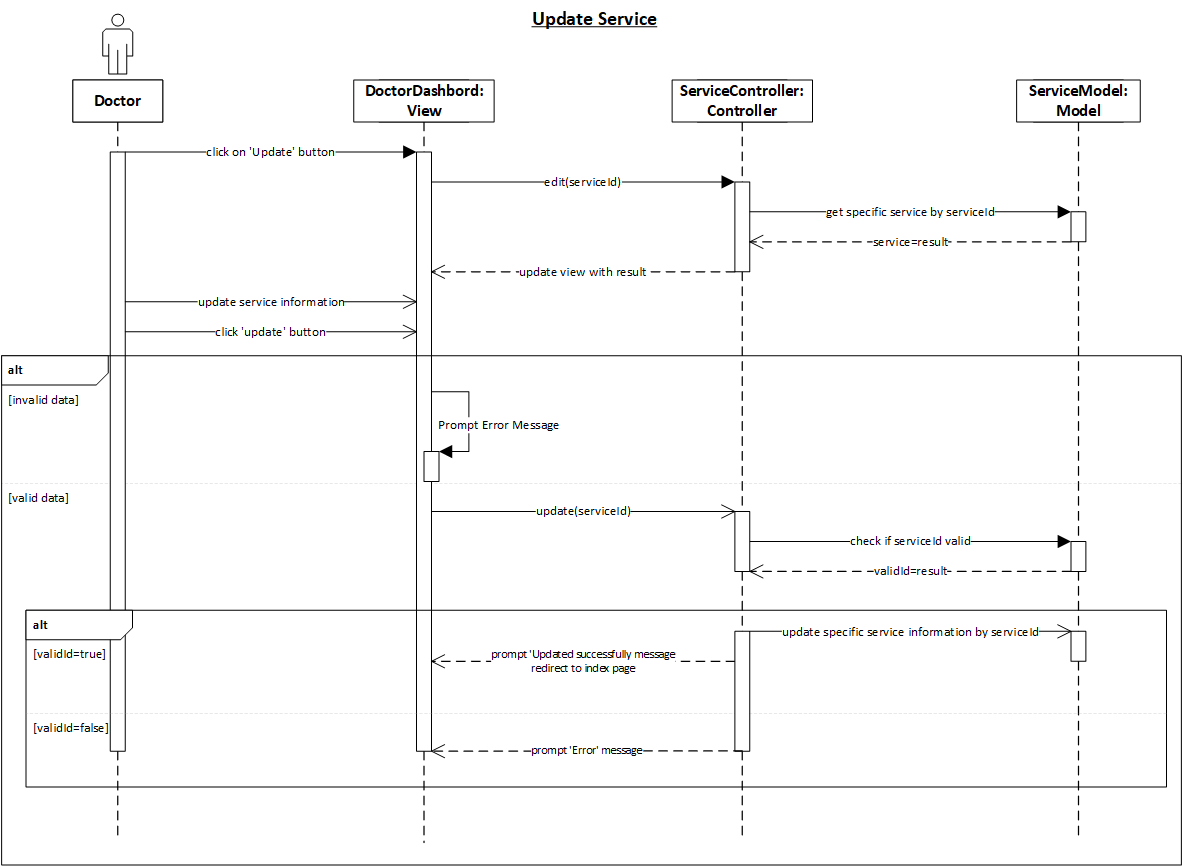 Update Service
Doctor
DoctorDashbord:
View
ServiceController:
Controller
ServiceModel:
Model
click on 'Update' button
edit(serviceId)
get specific service by serviceId
service=result
update view with result
update service information
click 'update' button
alt
[invalid data]
Prompt Error Message
[valid data]
update(serviceId)
check if serviceId valid
validId=result
alt
update specific service information by serviceId
[validId=true]
prompt 'Updated successfully message
redirect to index page
[validId=false]
prompt 'Error' message